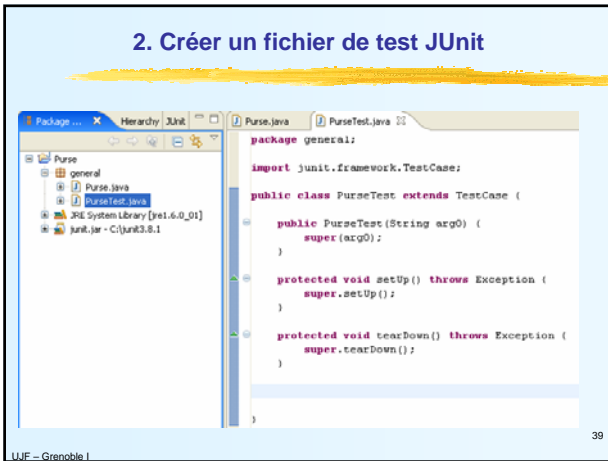 2. Créer un fichier de test JUnit
Package ...
Hierarchy
JUnit
Purse
general
Purse.java
PurseTest.java
JRE System Library [jre1.6.0_01]
junit.jar - C:\junit3.8.1
Purse.java
PurseTest.java
package general;
import junit.framework.TestCase;
public class PurseTest extends TestCase {
public PurseTest(String arg0) {
super(arg0);
}
protected void setUp() throws Exception {
super.setUp();
}
protected void tearDown() throws Exception {
super.tearDown();
}
}
39
UJF – Grenoble I